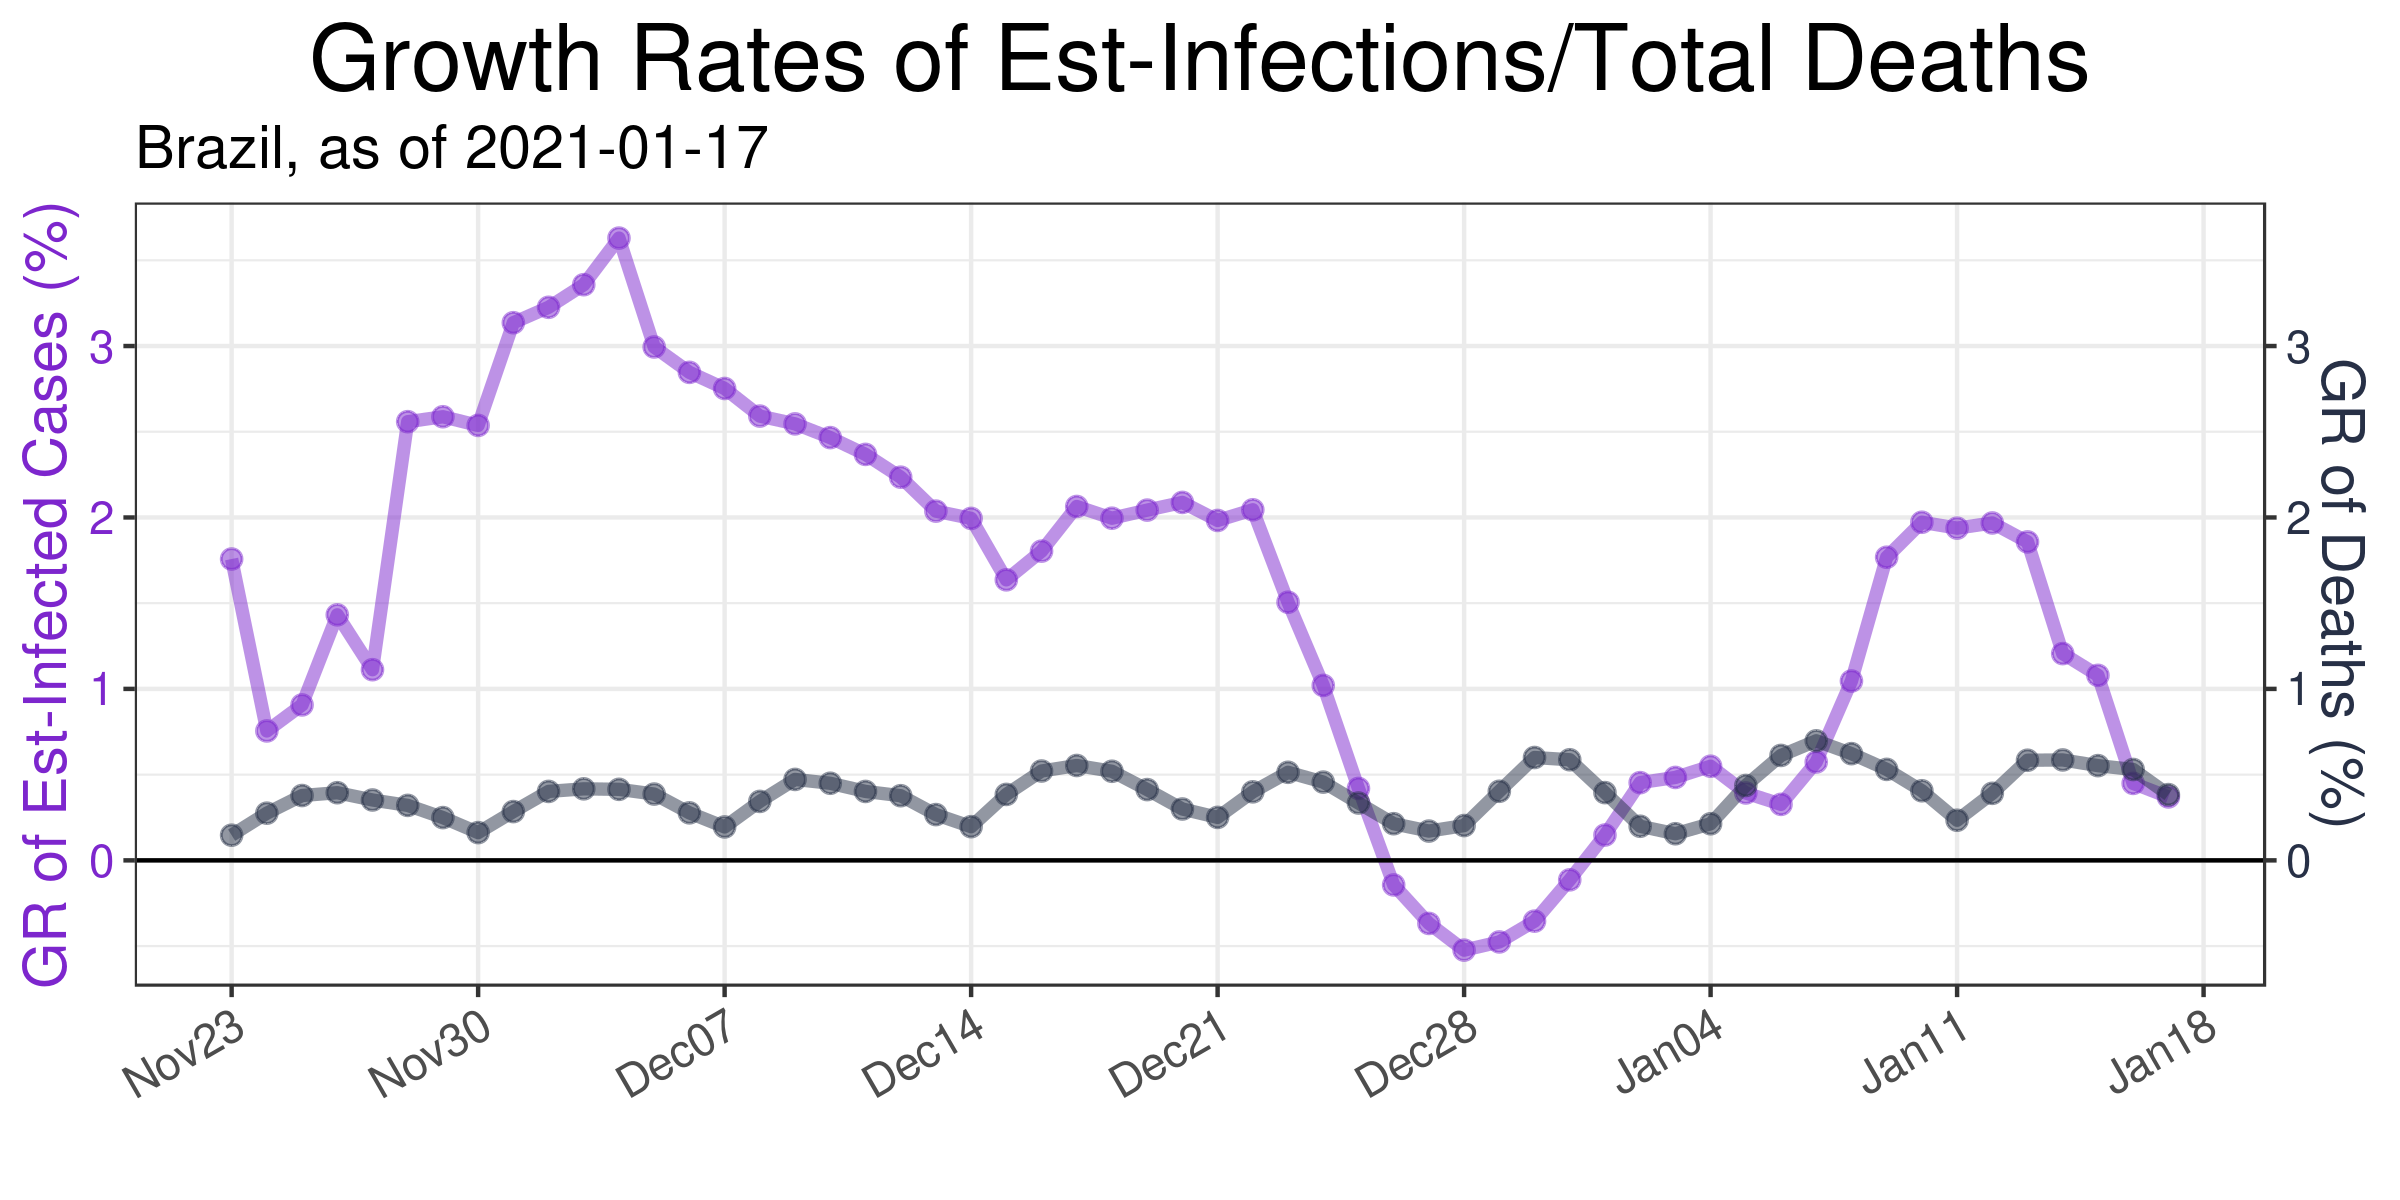 Growth Rates of Est-Infections/Total Deaths
Brazil, as of 2021-01-17
GR of Est-Infected Cases (%)
3
2
1
0
3
2
1
0
GR of Deaths (%)
Nov23
Nov30
Dec07
Dec14
Dec21
Dec28
Jan04
Jan11
Jan18